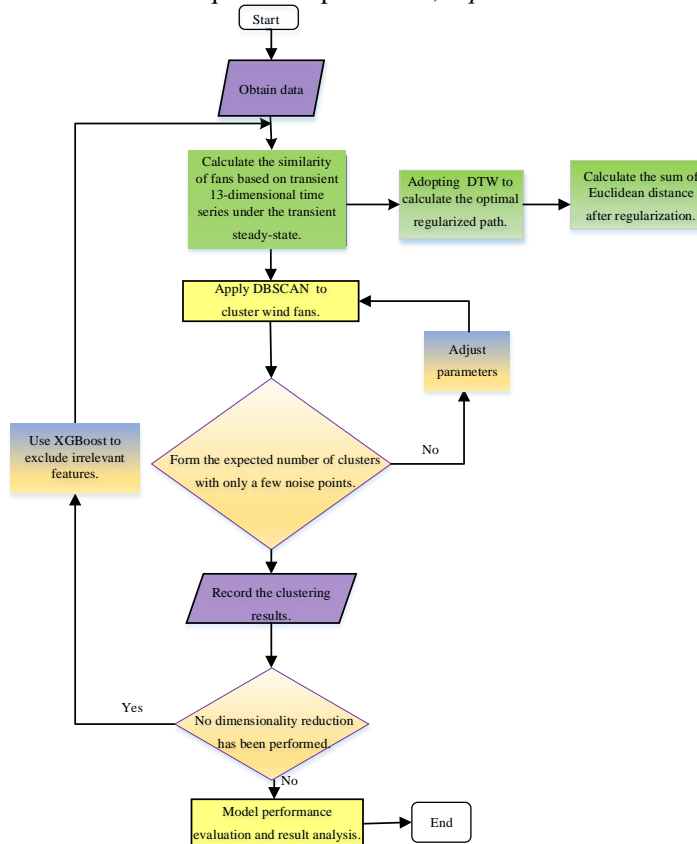 Start
Obtain data
Calculate the similarity
of fans based on transient
13-dimensional time
series under the transient
steady-state.
Adopting DTW to
calculate the optimal
regularized path.
Calculate the sum of
Euclidean distance
after regularization.
Apply DBSCAN to
cluster wind fans.
Adjust
parameters
Use XGBoost to
exclude irrelevant
features.
Form the expected number of clusters
with only a few noise points.
No
Record the clustering
results.
Yes
No dimensionality reduction
has been performed.
No
Model performance
evaluation and result analysis.
End